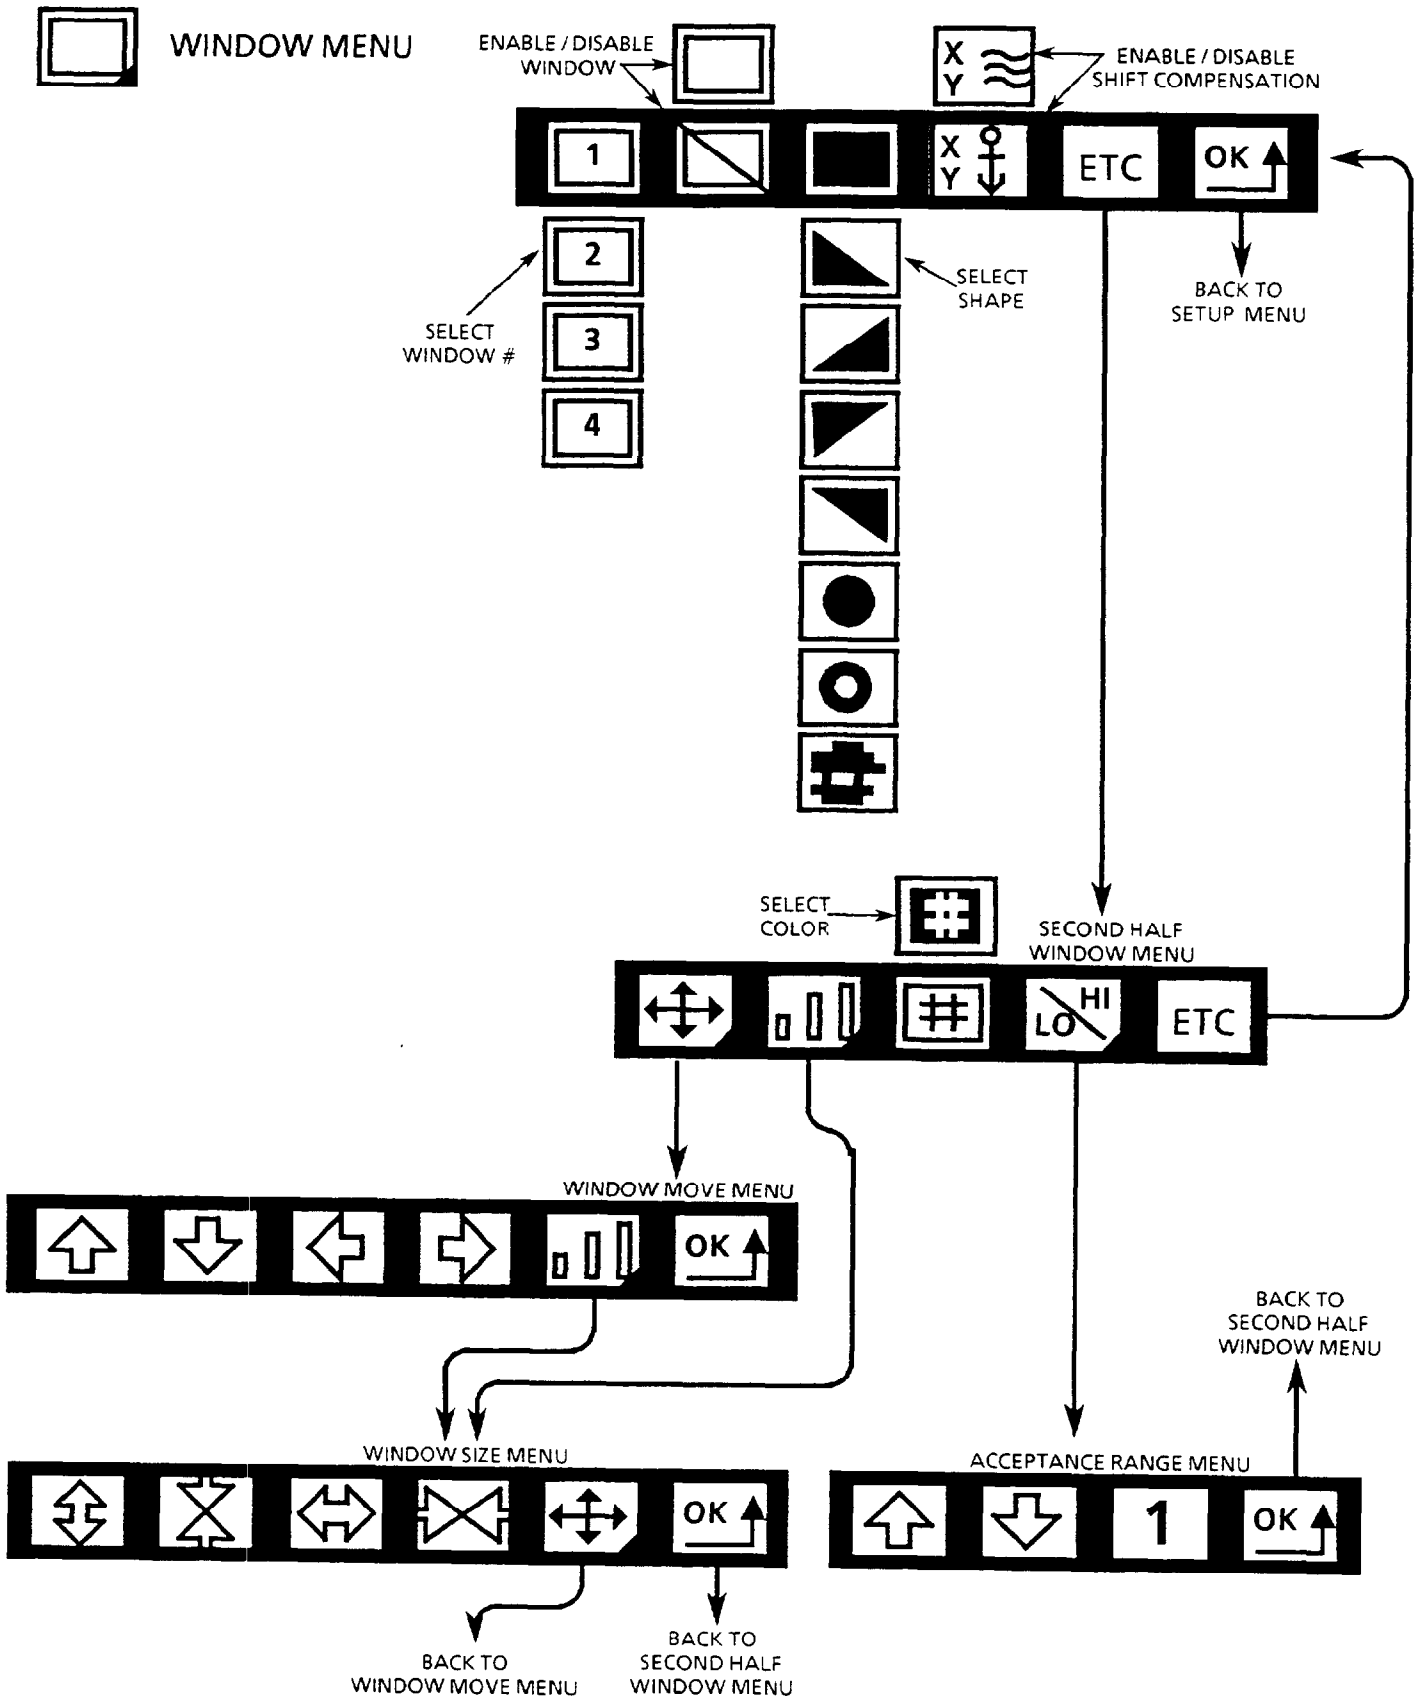 WINDOW MENU
ENABLE / DISABLE
WINDOW
X
Y
ENABLE / DISABLE
SHIFT COMPENSATION
1
X
Y
ETC
OK
2
3
4
SELECT
WINDOW #
SELECT
SHAPE
BACK TO
SETUP MENU
SELECT
COLOR
SECOND HALF
WINDOW MENU
#
HI
LO
ETC
WINDOW MOVE MENU
OK
BACK TO
SECOND HALF
WINDOW MENU
WINDOW SIZE MENU
OK
ACCEPTANCE RANGE MENU
1
OK
BACK TO
WINDOW MOVE MENU
BACK TO
SECOND HALF
WINDOW MENU